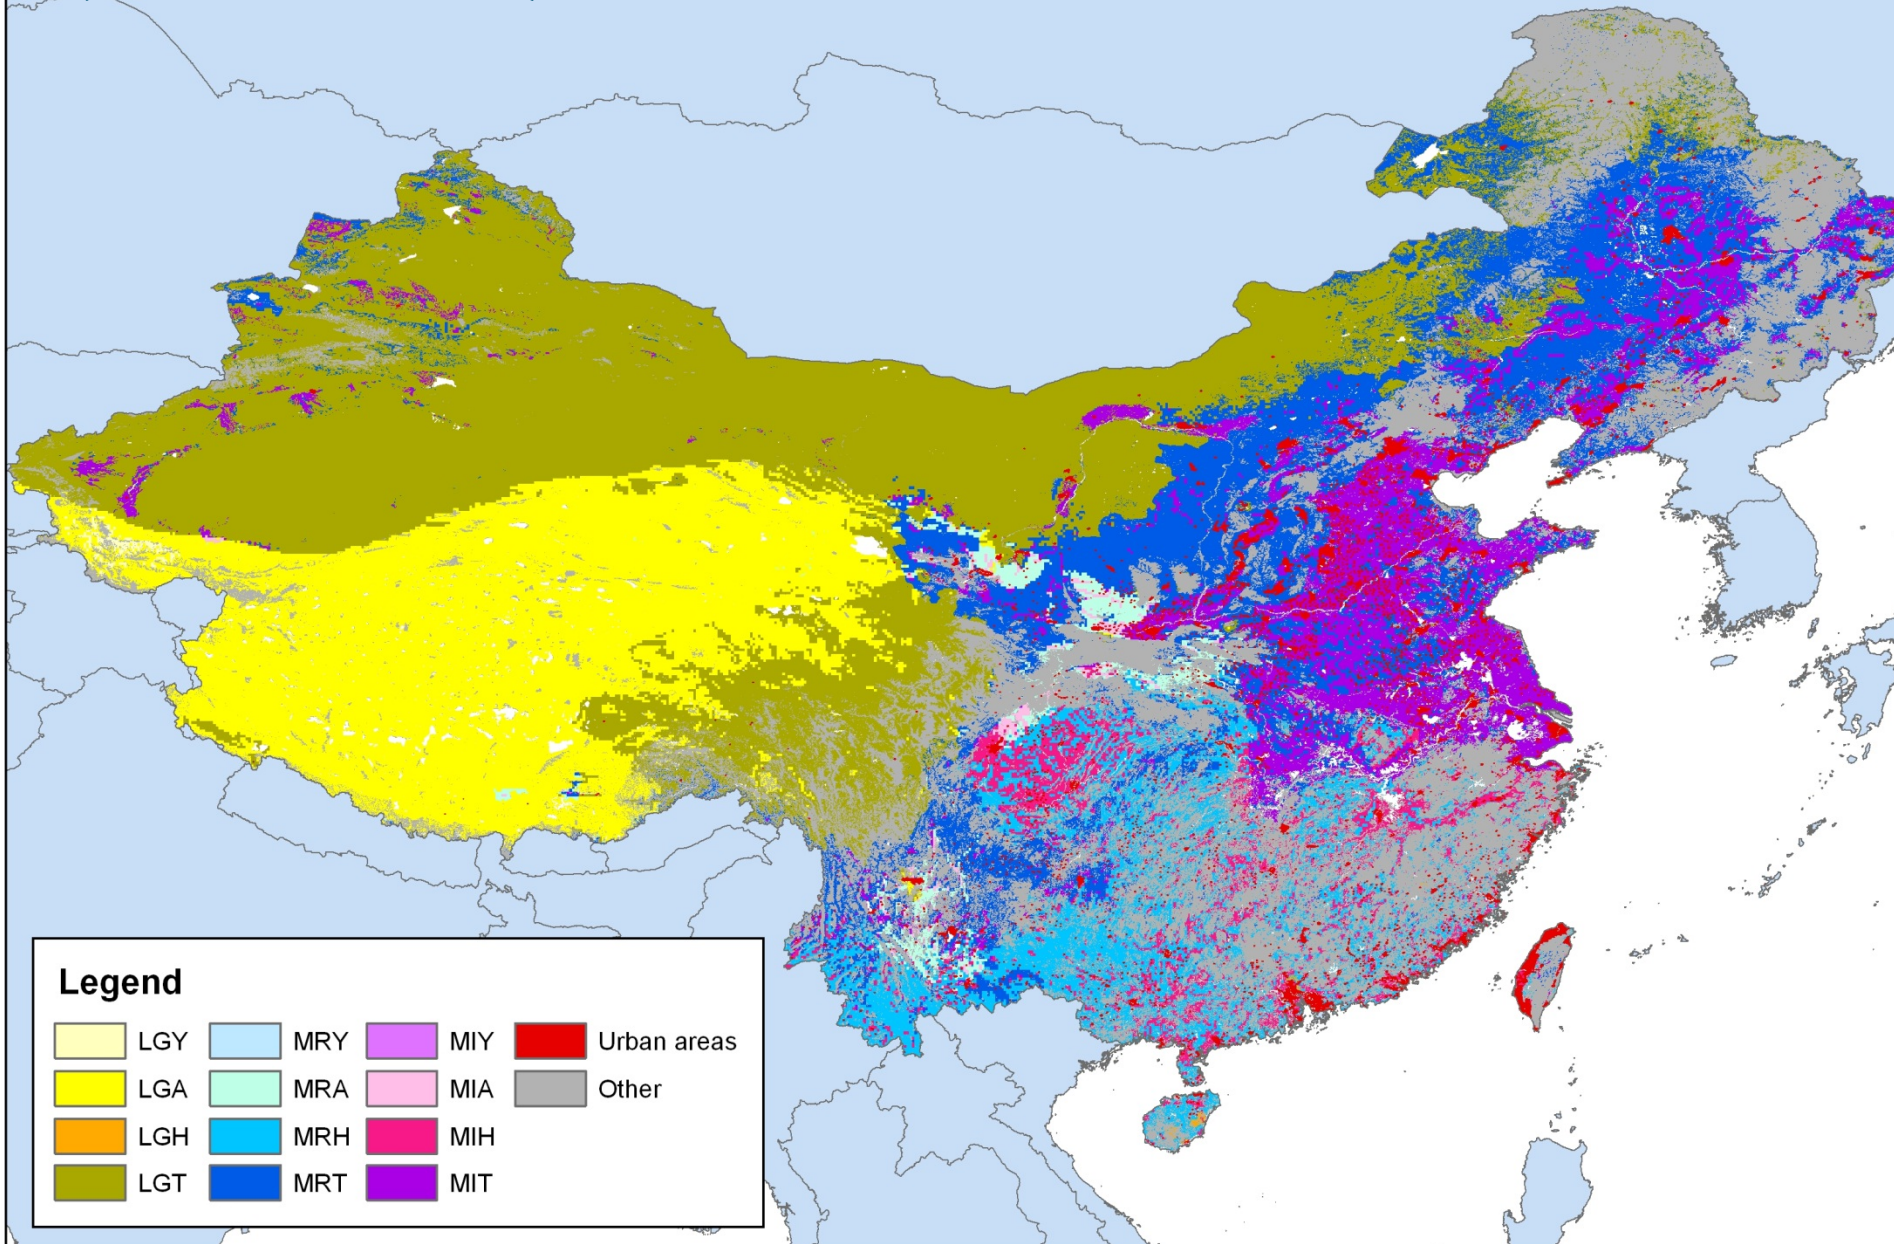 Legend
LGY MRY MIY Urban areas
LGA MRA MIA Other
LGH MRH MIH
LGT MRT MIT